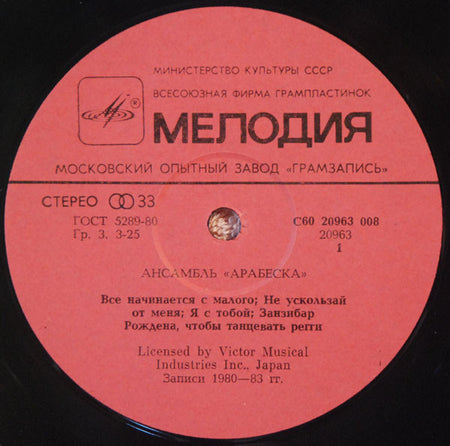 МИНИСТЕРСТВО КУЛЬТУРЫ СССР
ВСЕСОЮЗНАЯ ФИРМА ГРАМПЛАСТИНОК
МЕЛОДИЯ
МОСКОВСКИЙ ОПЫТНЫЙ ЗАВОД «ГРАМЗАПИСЬ»
СТЕРЕО 33
ГОСТ 5289-80
Гр. 3. 3-25
С60 20963 008
20963
1
АНСАМБЛЬ «АРАБЕСКА»
Все начинается с малого; Не ускользай
от меня; Я с тобой; Занзибар
Рождена, чтобы танцевать регги
Licensed by Victor Musical
Industries Inc., Japan
Записи 1980—83 гг.